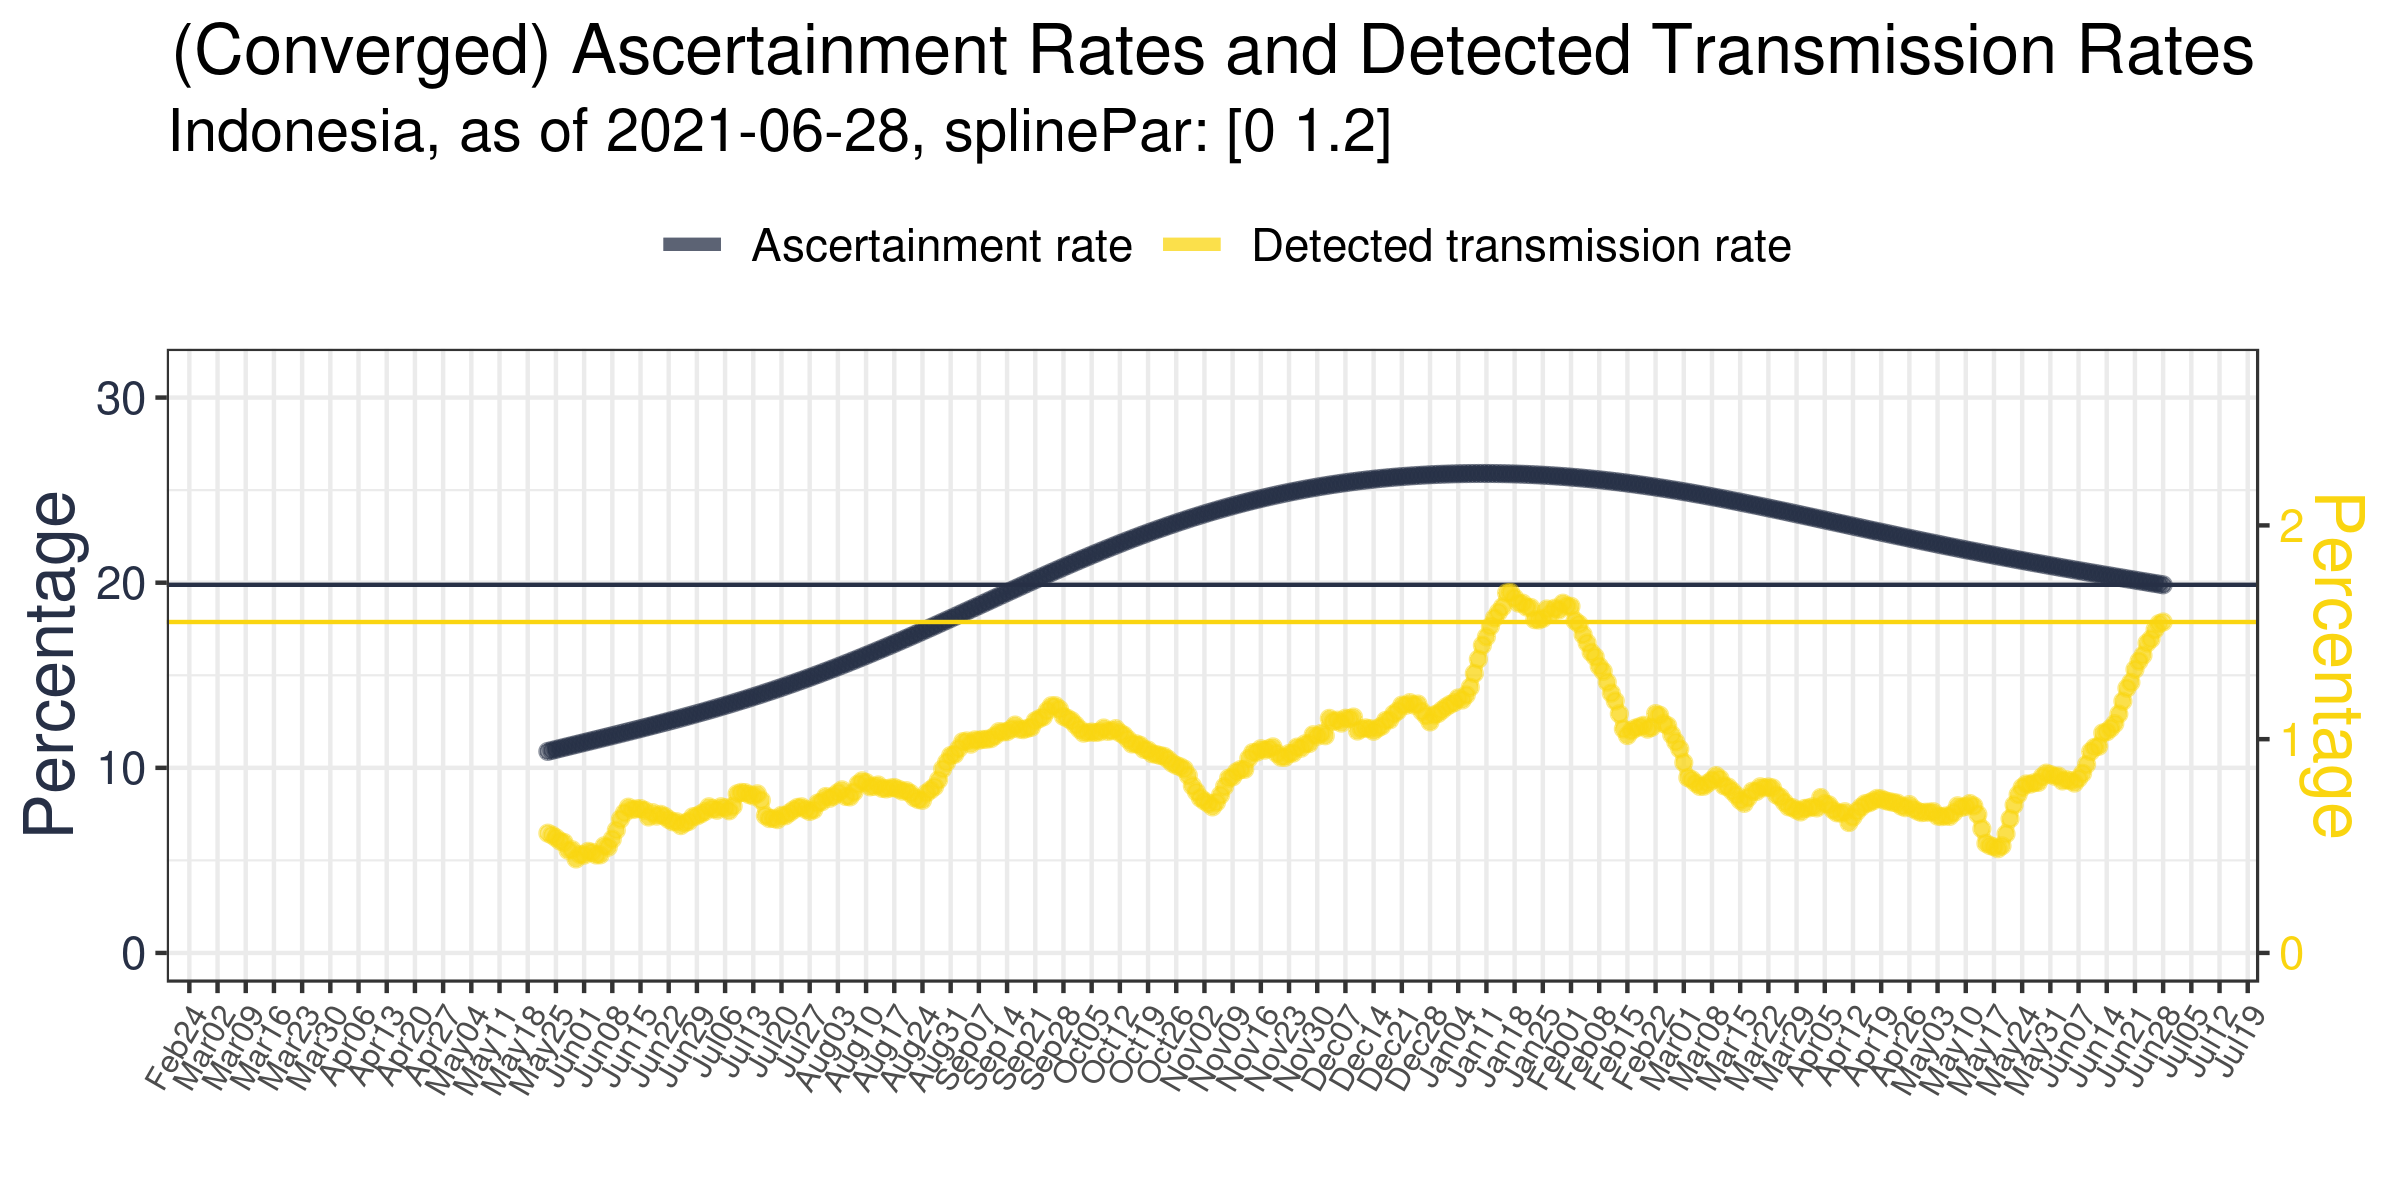 (Converged) Ascertainment Rates and Detected Transmission Rates
Indonesia, as of 2021-06-28, splinePar: [0 1.2]
Ascertainment rate
Detected transmission rate
Percentage
30
20
10
0
Percentage
2
1
0
Feb24
Mar02
Mar09
Mar16
Mar23
Mar30
Apr06
Apr13
Apr20
Apr27
May04
May11
May18
May25
Jun01
Jun08
Jun15
Jun22
Jun29
Jul06
Jul13
Jul20
Jul27
Aug03
Aug10
Aug17
Aug24
Aug31
Sep07
Sep14
Sep21
Sep28
Oct05
Oct12
Oct19
Oct26
Nov02
Nov09
Nov16
Nov23
Nov30
Dec07
Dec14
Dec21
Dec28
Jan04
Jan11
Jan18
Jan25
Feb01
Feb08
Feb15
Feb22
Mar01
Mar08
Mar15
Mar22
Mar29
Apr05
Apr12
Apr19
Apr26
May03
May10
May17
May24
May31
Jun07
Jun14
Jun21
Jun28
Jul05
Jul12
Jul19